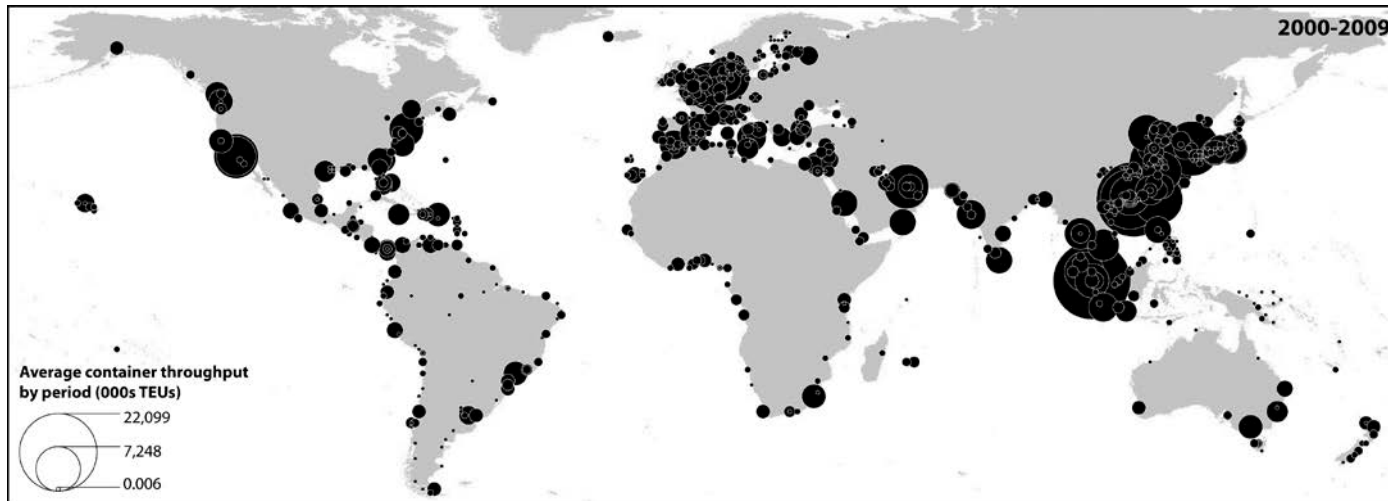 2000-2009
Average container throughput
by period (000s TEUs)
22,099
7,248
0.006